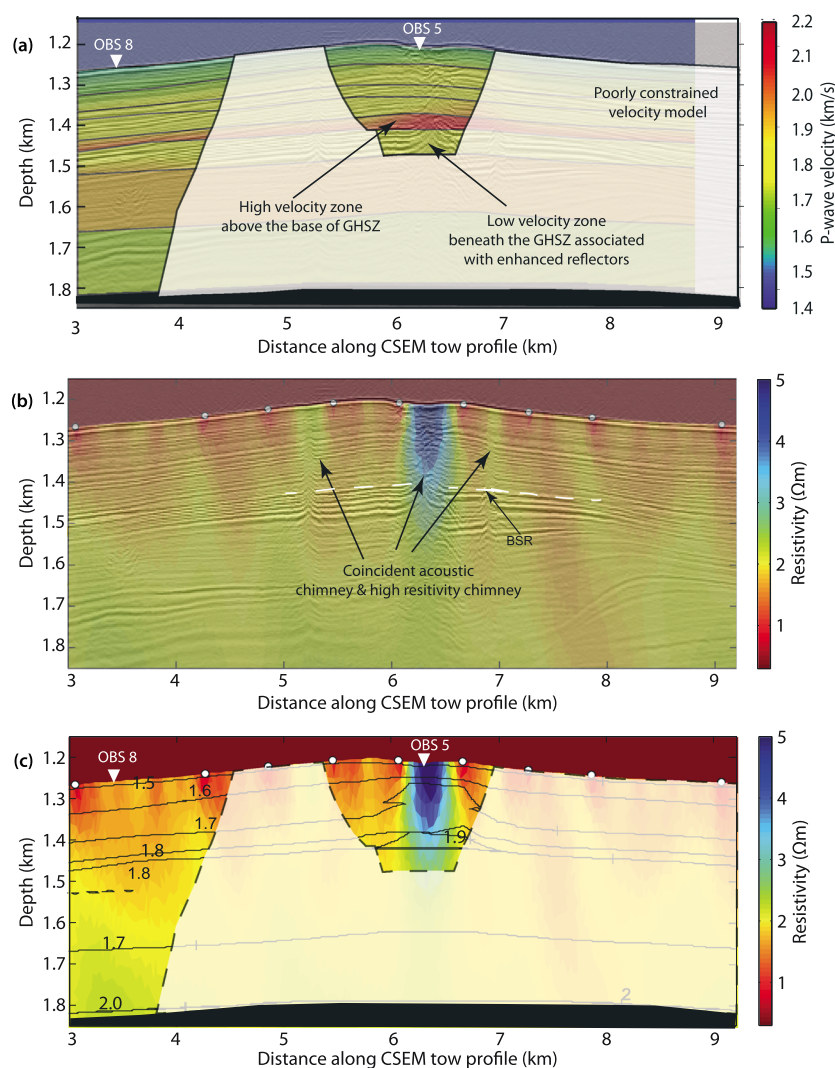 (a)
OBS 8
OBS 5
Poorly constrained
velocity model
High velocity zone
above the base of GHSZ
Low velocity zone
beneath the GHSZ associated
with enhanced reflectors
1.2
1.3
1.4
1.5
1.6
1.7
1.8
Depth (km)
3 4 5 6 7 8 9
Distance along CSEM tow profile (km)
2.2
2.1
2.0
1.9
1.8
1.7
1.6
1.5
1.4
P-wave velocity (km/s)
(b)
1.2
1.3
1.4
1.5
1.6
1.7
1.8
Depth (km)
BSR
Coincident acoustic
chimney & high resitivity chimney
3 4 5 6 7 8 9
Distance along CSEM tow profile (km)
5
4
3
2
1
Resistivity (Ωm)
(c)
OBS 8
OBS 5
1.2
1.3
1.4
1.5
1.6
1.7
1.8
Depth (km)
1.5
1.6
1.7
1.8
1.8
1.7
2.0
1.9
2
3 4 5 6 7 8 9
Distance along CSEM tow profile (km)
5
4
3
2
1
Resistivity (Ωm)